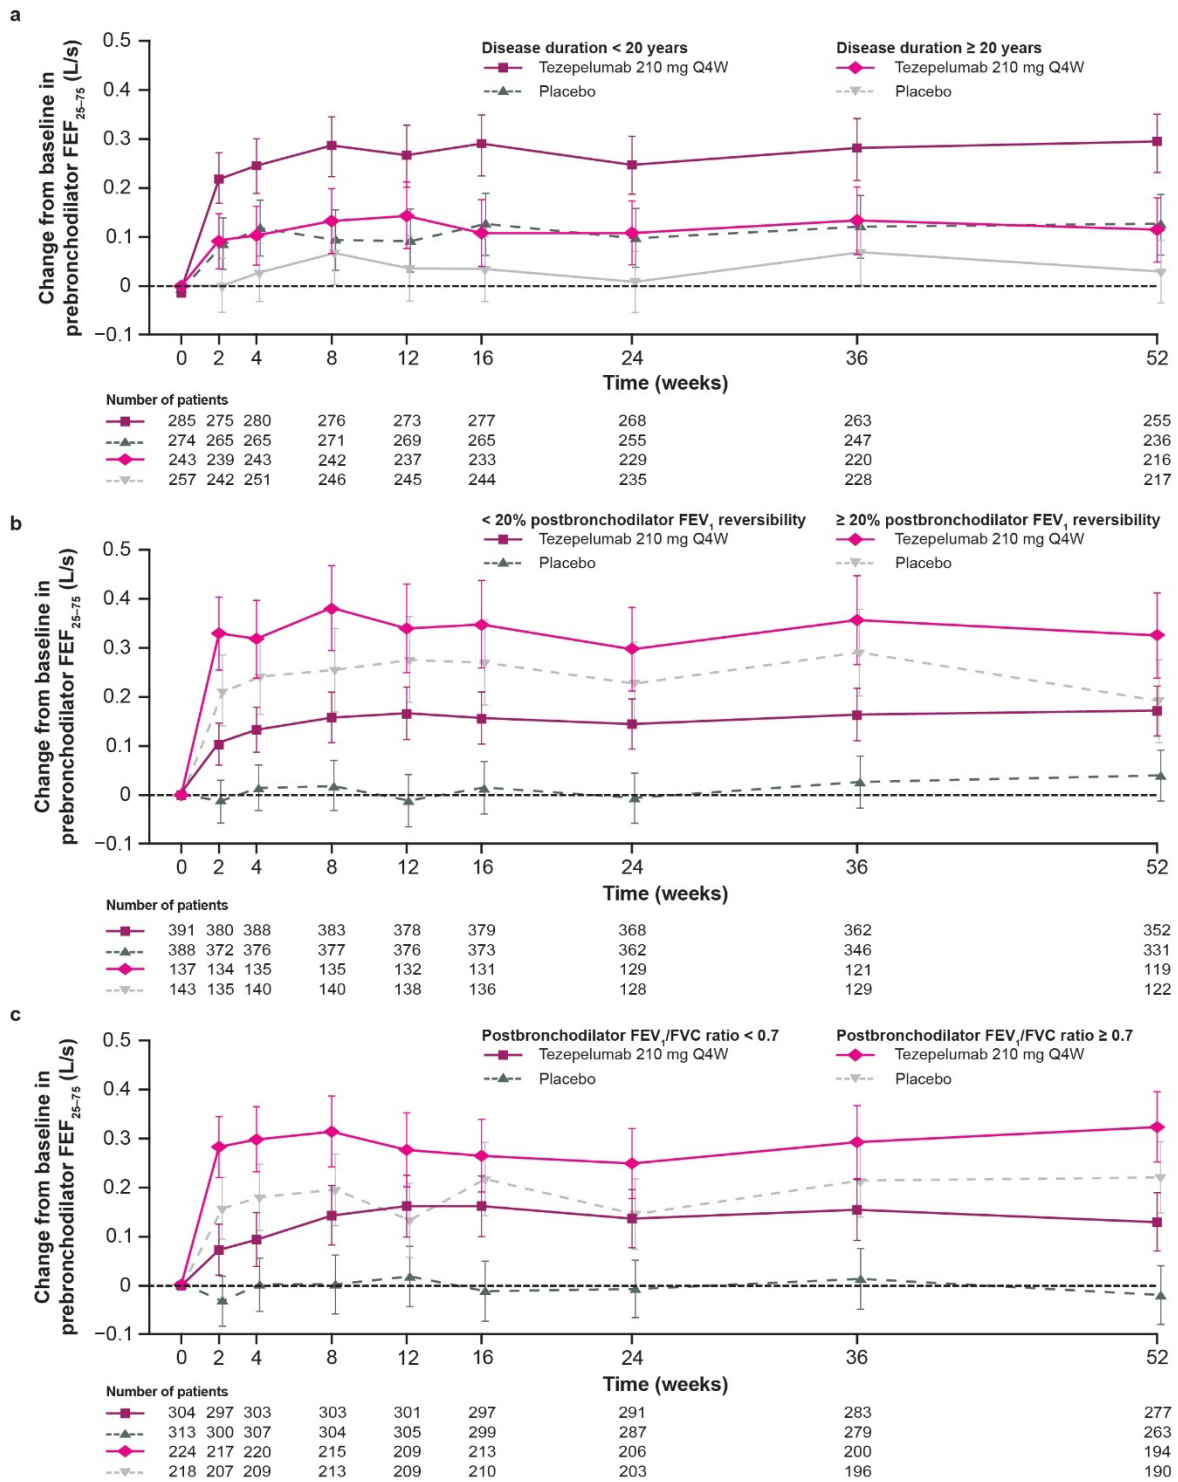 a
Change from baseline in
prebronchodilator FEF25–75 (L/s)
0.5
0.4
0.3
0.2
0.1
0
−0.1
Disease duration < 20 years
Tezepelumab 210 mg Q4W
Placebo
Disease duration ≥ 20 years
Tezepelumab 210 mg Q4W
Placebo
0 2 4 8 12 16 24 36 52
Time (weeks)
Number of patients
285 275 280 276 273 277 268 263 255
274 265 265 271 269 265 255 247 236
243 239 243 242 237 233 229 220 216
257 242 251 246 245 244 235 228 217
b
Change from baseline in
prebronchodilator FEF25–75 (L/s)
0.5
0.4
0.3
0.2
0.1
0
−0.1
< 20% postbronchodilator FEV1 reversibility
Tezepelumab 210 mg Q4W
Placebo
≥ 20% postbronchodilator FEV1 reversibility
Tezepelumab 210 mg Q4W
Placebo
0 2 4 8 12 16 24 36 52
Time (weeks)
Number of patients
391 380 388 383 378 379 368 362 352
388 372 376 377 376 373 362 346 331
137 134 135 135 132 131 129 121 119
143 135 140 140 138 136 128 129 122
c
Change from baseline in
prebronchodilator FEF25–75 (L/s)
0.5
0.4
0.3
0.2
0.1
0
−0.1
Postbronchodilator FEV1/FVC ratio < 0.7
Tezepelumab 210 mg Q4W
Placebo
Postbronchodilator FEV1/FVC ratio ≥ 0.7
Tezepelumab 210 mg Q4W
Placebo
0 2 4 8 12 16 24 36 52
Time (weeks)
Number of patients
304 297 303 303 301 297 291 283 277
313 300 307 304 305 299 287 279 263
224 217 220 215 209 213 206 200 194
218 207 209 213 209 210 203 196 190